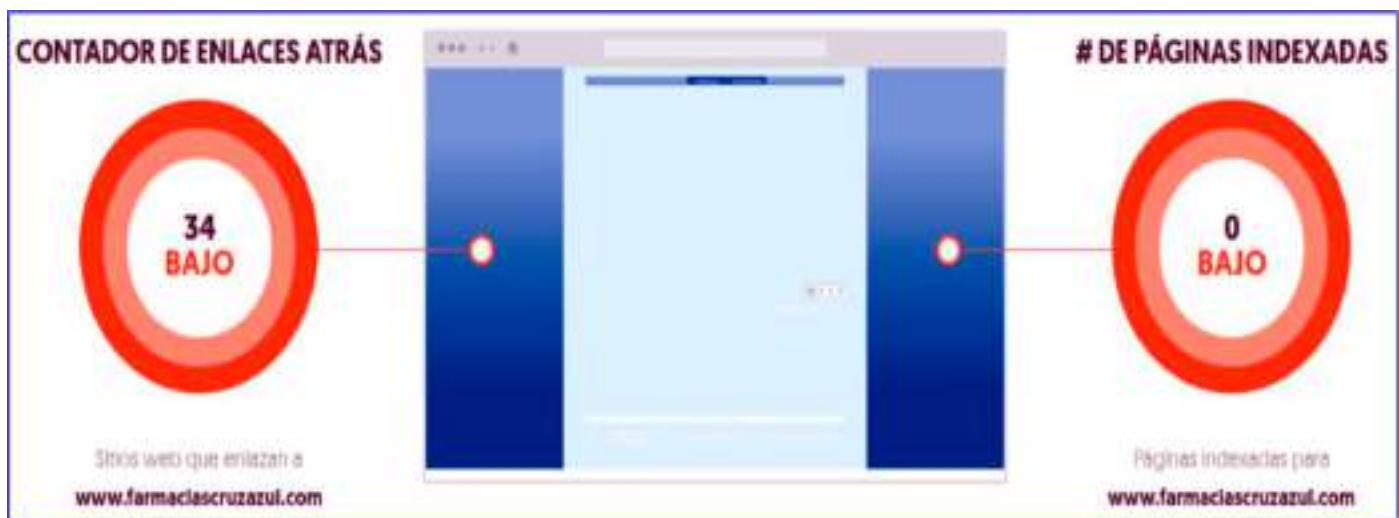 CONTADOR DE ENLACES ATRÁS
34
BAJO
Sitios web que enlazan a
www.farmaciascruzazul.com
# DE PÁGINAS INDEXADAS
0
BAJO
Páginas indexadas para
www.farmaciascruzazul.com